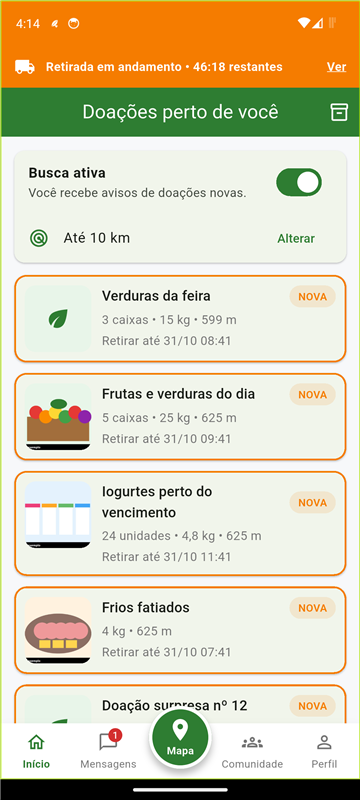 4:14
Retirada em andamento • 46:18 restantes
Ver
Doações perto de você
Busca ativa
Você recebe avisos de doações novas.
Até 10 km
Alterar
Verduras da feira
NOVA
3 caixas • 15 kg • 599 m
Retirar até 31/10 08:41
Frutas e verduras do dia
NOVA
5 caixas • 25 kg • 625 m
Retirar até 31/10 09:41
Iogurtes perto do
vencimento
NOVA
24 unidades • 4,8 kg • 625 m
Retirar até 31/10 11:41
Frios fatiados
NOVA
4 kg • 625 m
Retirar até 31/10 07:41
Doação surpresa nº 12
NOVA
1
Início
Mensagens
Mapa
Comunidade
Perfil